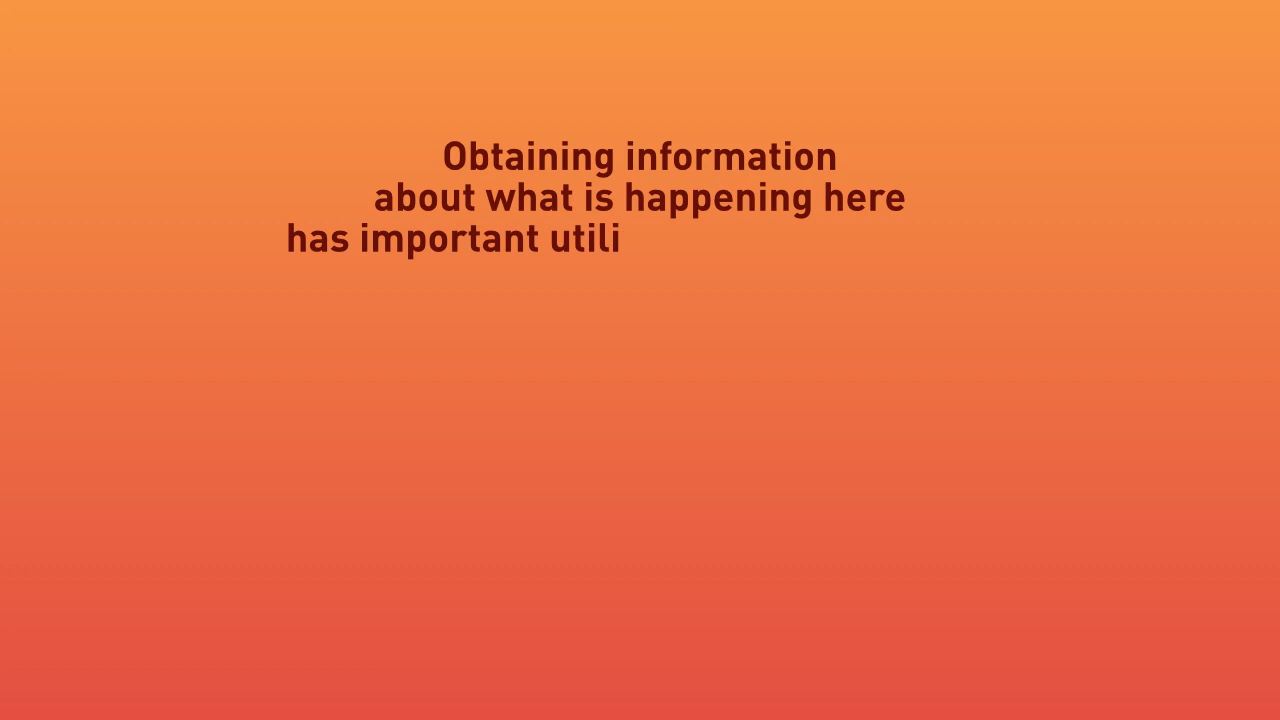 Obtaining information
about what is happening here
has important utili